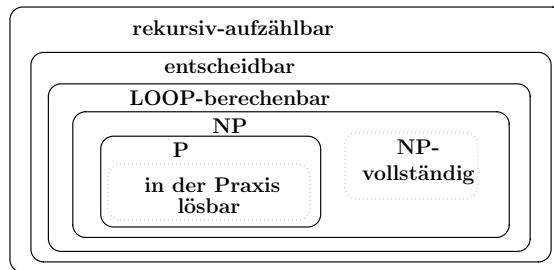 rekursiv-aufzählbar
entscheidbar
LOOP-berechenbar
NP
P
in der Praxis
lösbar
NP-
vollständig